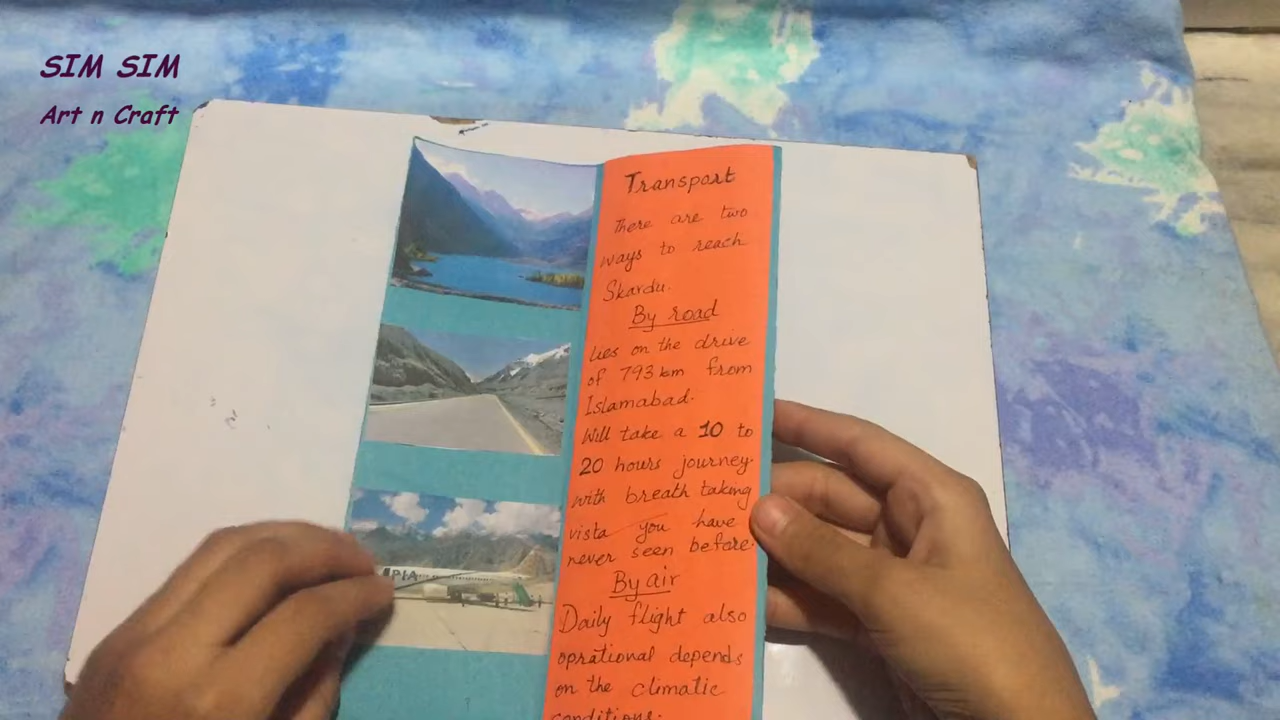 SIM SIM
Art n Craft
Transport
There are two
ways to reach
Skardu.
By road
lies on the drive
of 793 km from
Islamabad.
Will take a 10 to
20 hours journey.
with breath taking
vista you have
never seen before.
By air
Daily flight also
oprational depends
on the climatic
conditions.
PIA